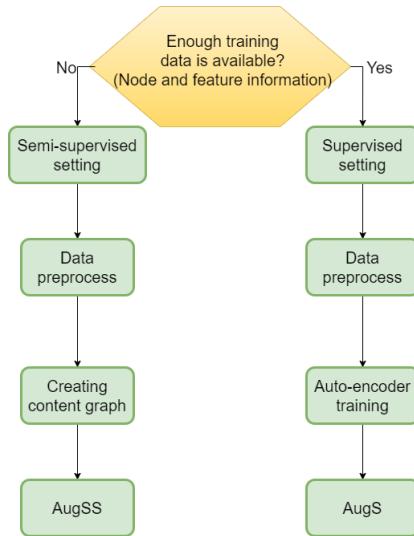 Enough training
data is available?
(Node and feature information)
No
Yes
Semi-supervised
setting
Supervised
setting
Data
preprocess
Data
preprocess
Creating
content graph
Auto-encoder
training
AugSS
AugS